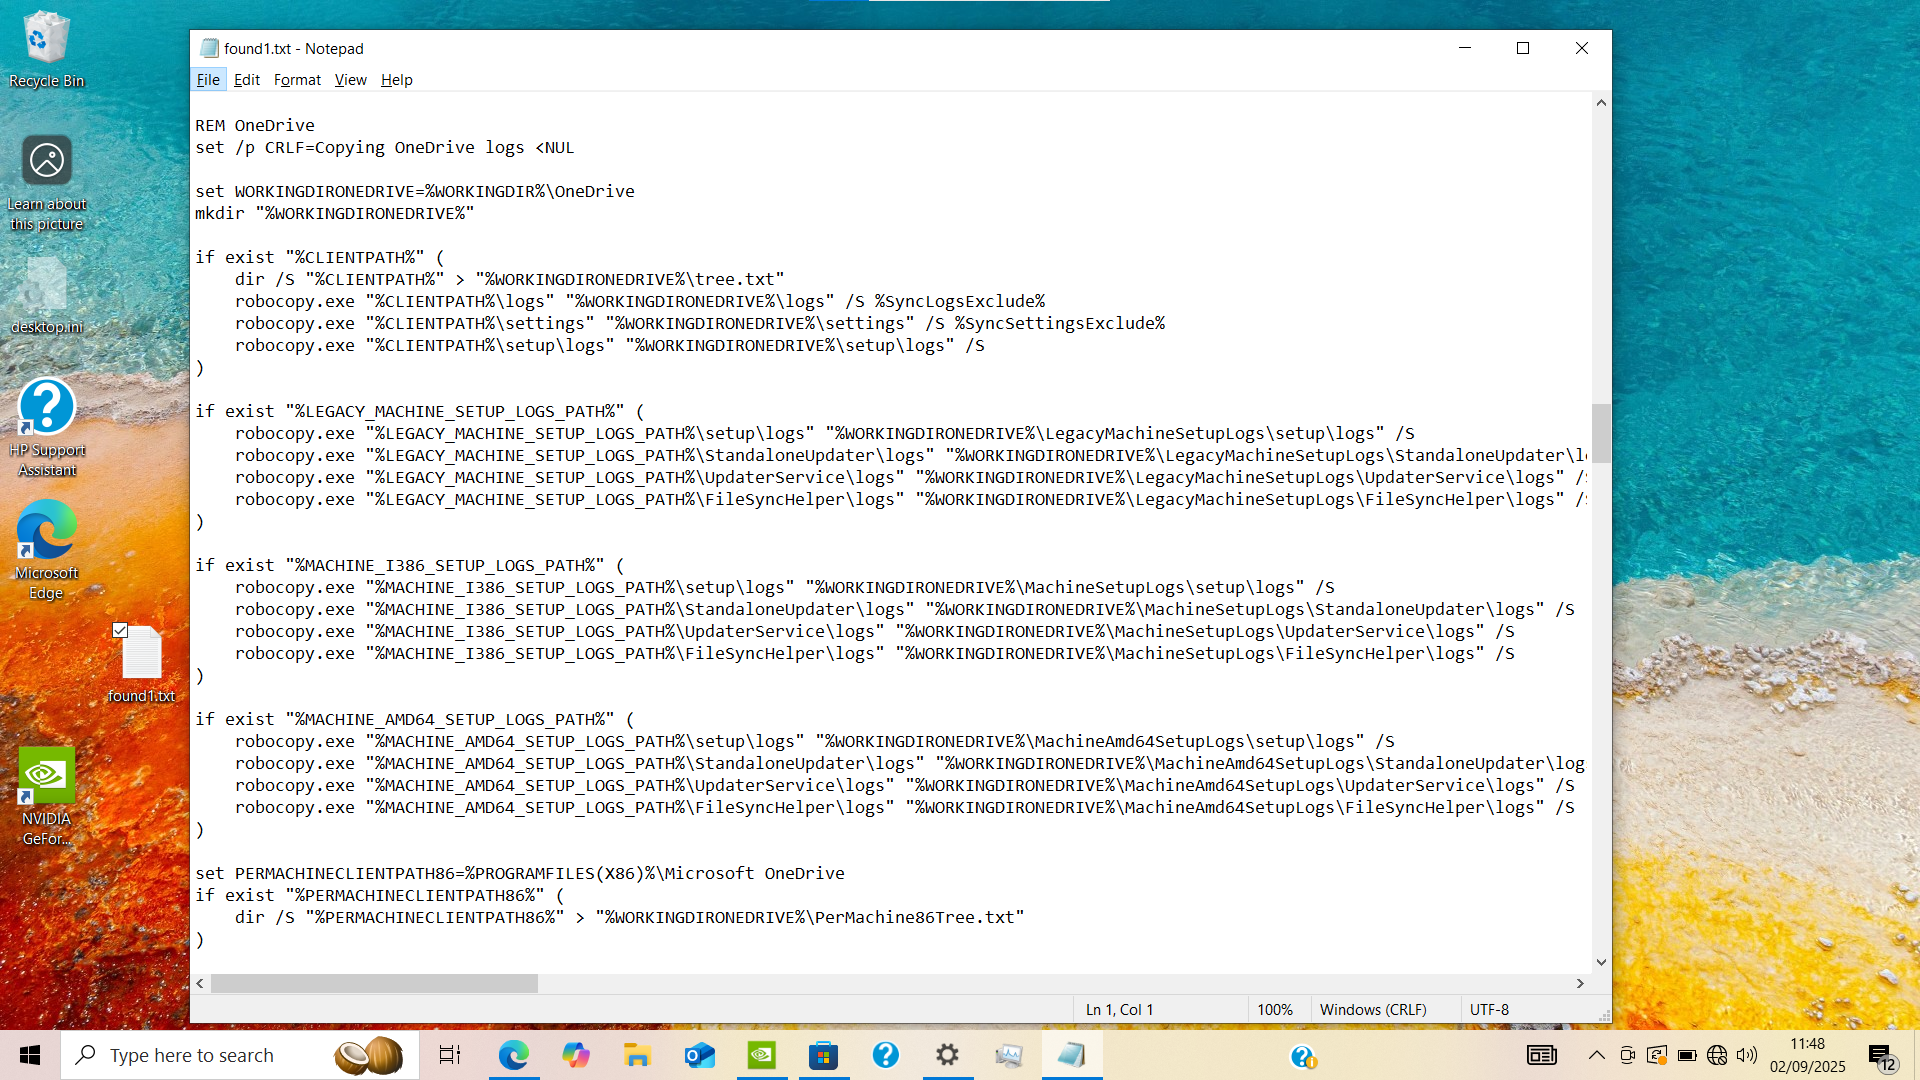 Recycle Bin
Learn about
this picture
desktop.ini
HP Support
Assistant
Microsoft
Edge
found1.txt
NVIDIA
GeFor...
found1.txt - Notepad
File Edit Format View Help
REM OneDrive
set /p CRLF=Copying OneDrive logs <NUL
set WORKINGDIRONEDRIVE=%WORKINGDIR%\OneDrive
mkdir "%WORKINGDIRONEDRIVE%"
if exist "%CLIENTPATH%" (
    dir /S "%CLIENTPATH%" > "%WORKINGDIRONEDRIVE%\tree.txt"
    robocopy.exe "%CLIENTPATH%\logs" "%WORKINGDIRONEDRIVE%\logs" /S %SyncLogsExclude%
    robocopy.exe "%CLIENTPATH%\settings" "%WORKINGDIRONEDRIVE%\settings" /S %SyncSettingsExclude%
    robocopy.exe "%CLIENTPATH%\setup\logs" "%WORKINGDIRONEDRIVE%\setup\logs" /S
)
if exist "%LEGACY_MACHINE_SETUP_LOGS_PATH%" (
    robocopy.exe "%LEGACY_MACHINE_SETUP_LOGS_PATH%\setup\logs" "%WORKINGDIRONEDRIVE%\LegacyMachineSetupLogs\setup\logs" /S
    robocopy.exe "%LEGACY_MACHINE_SETUP_LOGS_PATH%\StandaloneUpdater\logs" "%WORKINGDIRONEDRIVE%\LegacyMachineSetupLogs\StandaloneUpdater\l
    robocopy.exe "%LEGACY_MACHINE_SETUP_LOGS_PATH%\UpdaterService\logs" "%WORKINGDIRONEDRIVE%\LegacyMachineSetupLogs\UpdaterService\logs" /S
    robocopy.exe "%LEGACY_MACHINE_SETUP_LOGS_PATH%\FileSyncHelper\logs" "%WORKINGDIRONEDRIVE%\LegacyMachineSetupLogs\FileSyncHelper\logs" /S
)
if exist "%MACHINE_I386_SETUP_LOGS_PATH%" (
    robocopy.exe "%MACHINE_I386_SETUP_LOGS_PATH%\setup\logs" "%WORKINGDIRONEDRIVE%\MachineSetupLogs\setup\logs" /S
    robocopy.exe "%MACHINE_I386_SETUP_LOGS_PATH%\StandaloneUpdater\logs" "%WORKINGDIRONEDRIVE%\MachineSetupLogs\StandaloneUpdater\logs" /S
    robocopy.exe "%MACHINE_I386_SETUP_LOGS_PATH%\UpdaterService\logs" "%WORKINGDIRONEDRIVE%\MachineSetupLogs\UpdaterService\logs" /S
    robocopy.exe "%MACHINE_I386_SETUP_LOGS_PATH%\FileSyncHelper\logs" "%WORKINGDIRONEDRIVE%\MachineSetupLogs\FileSyncHelper\logs" /S
)
if exist "%MACHINE_AMD64_SETUP_LOGS_PATH%" (
    robocopy.exe "%MACHINE_AMD64_SETUP_LOGS_PATH%\setup\logs" "%WORKINGDIRONEDRIVE%\MachineAmd64SetupLogs\setup\logs" /S
    robocopy.exe "%MACHINE_AMD64_SETUP_LOGS_PATH%\StandaloneUpdater\logs" "%WORKINGDIRONEDRIVE%\MachineAmd64SetupLogs\StandaloneUpdater\log
    robocopy.exe "%MACHINE_AMD64_SETUP_LOGS_PATH%\UpdaterService\logs" "%WORKINGDIRONEDRIVE%\MachineAmd64SetupLogs\UpdaterService\logs" /S
    robocopy.exe "%MACHINE_AMD64_SETUP_LOGS_PATH%\FileSyncHelper\logs" "%WORKINGDIRONEDRIVE%\MachineAmd64SetupLogs\FileSyncHelper\logs" /S
)
set PERMACHINECLIENTPATH86=%PROGRAMFILES(X86)%\Microsoft OneDrive
if exist "%PERMACHINECLIENTPATH86%" (
    dir /S "%PERMACHINECLIENTPATH86%" > "%WORKINGDIRONEDRIVE%\PerMachine86Tree.txt"
)
Ln 1, Col 1 100% Windows (CRLF) UTF-8
Type here to search
11:48
02/09/2025
12